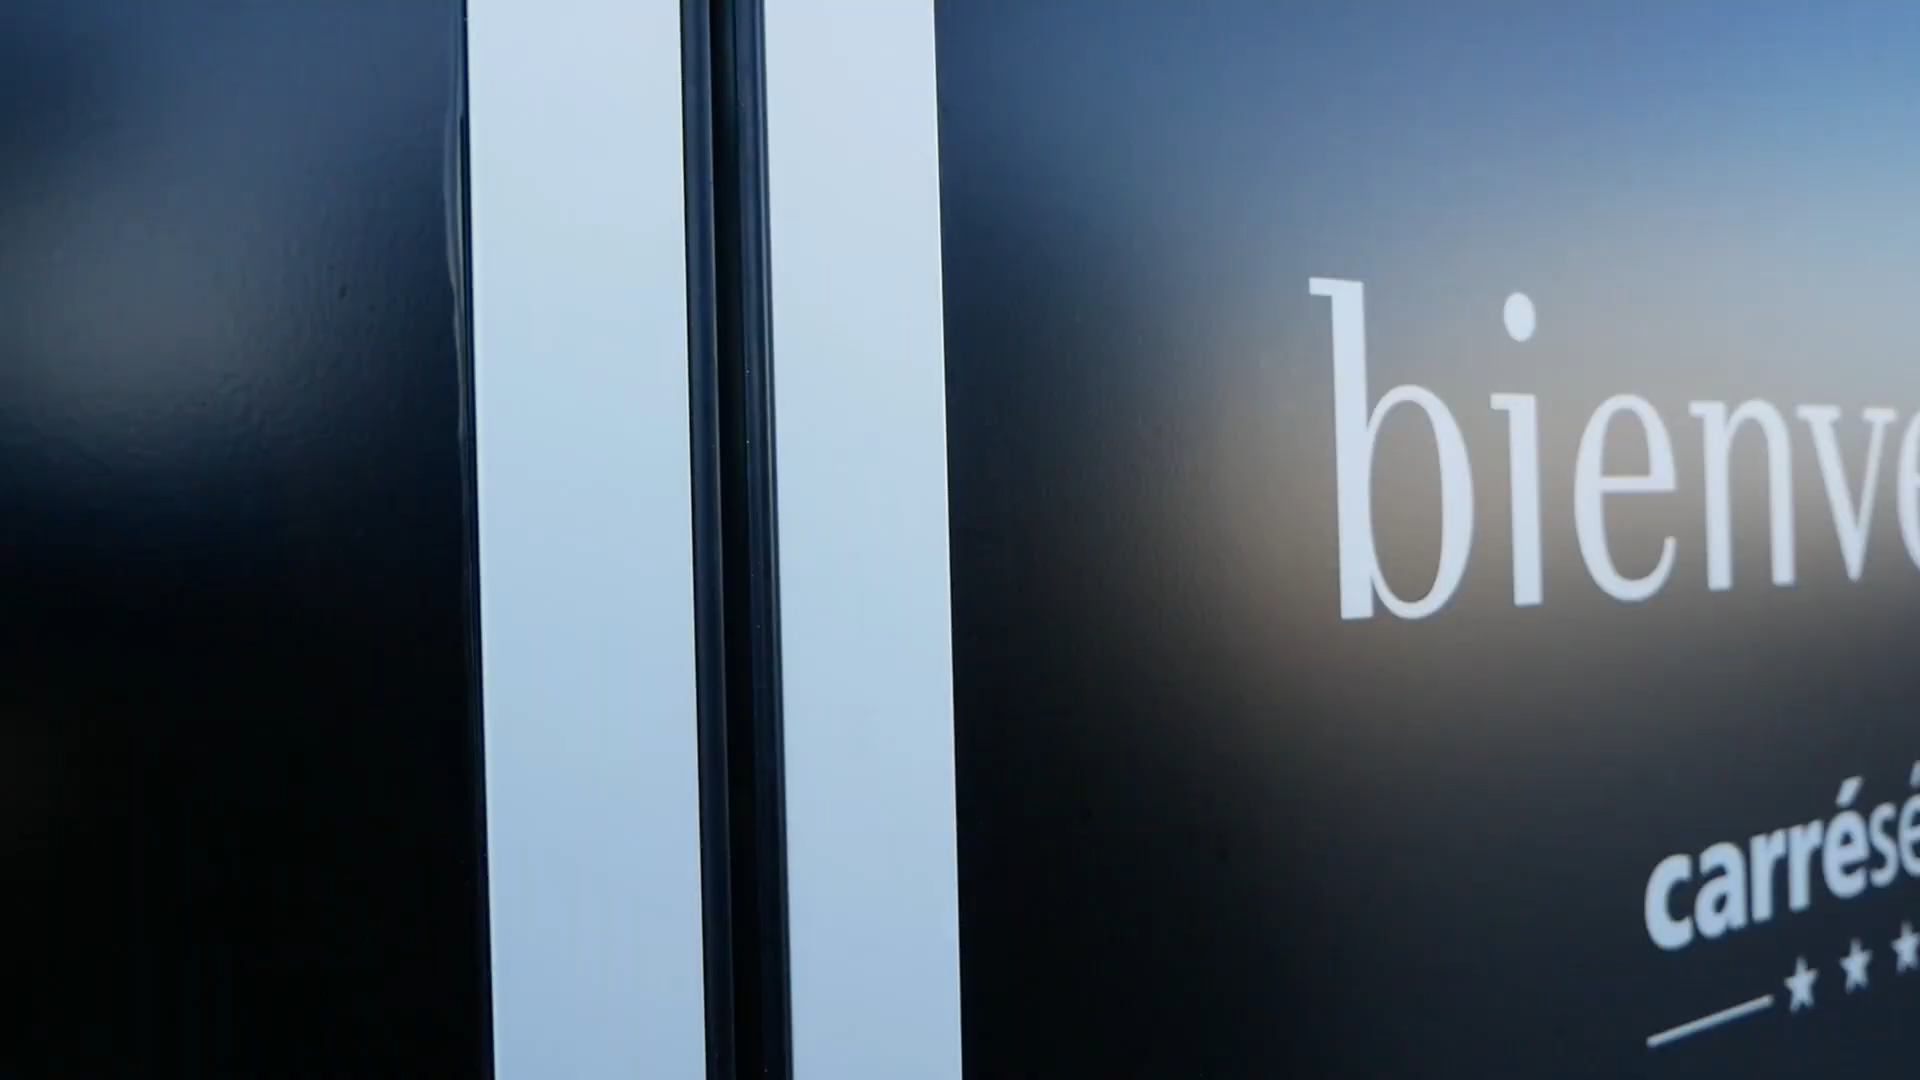 bienve
carrésé
★ ★ ★